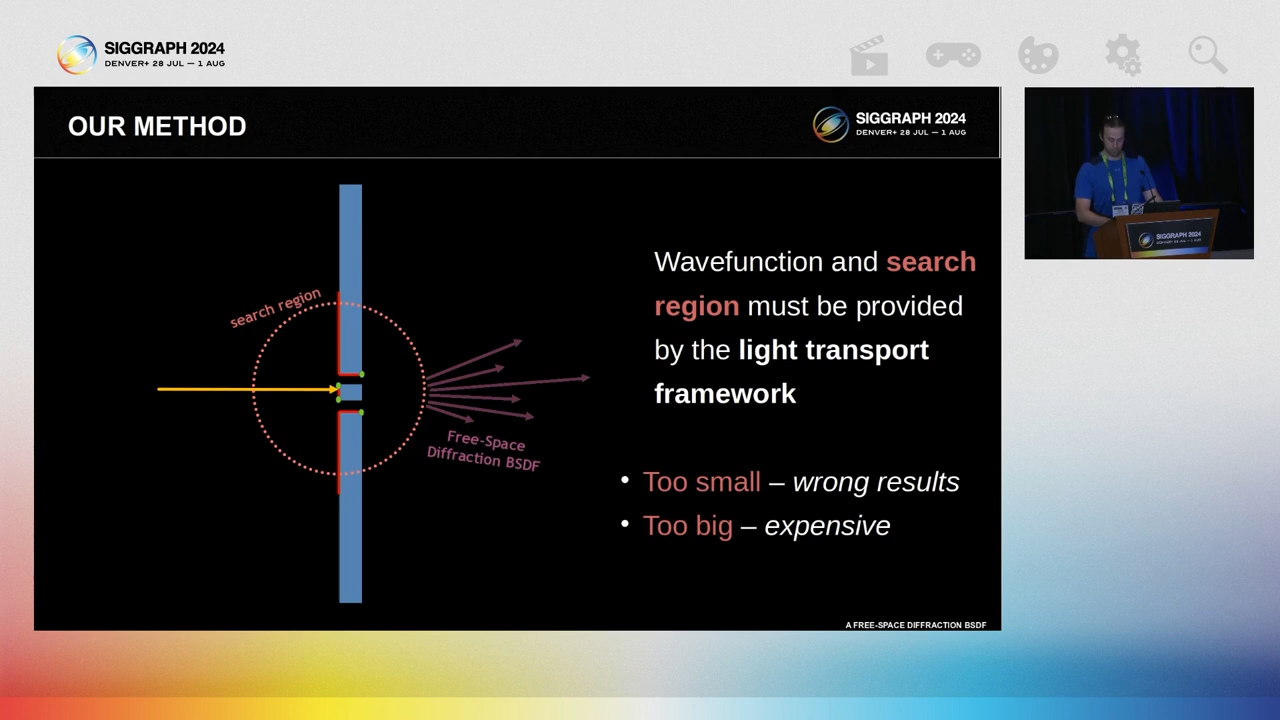 SIGGRAPH 2024
DENVER+ 28 JUL — 1 AUG
OUR METHOD
SIGGRAPH 2024
DENVER+ 28 JUL — 1 AUG
search region
Free-Space
Diffraction BSDF
Wavefunction and search
region must be provided
by the light transport
framework
• Too small – wrong results
• Too big – expensive
A FREE-SPACE DIFFRACTION BSDF
SIGGRAPH 2024